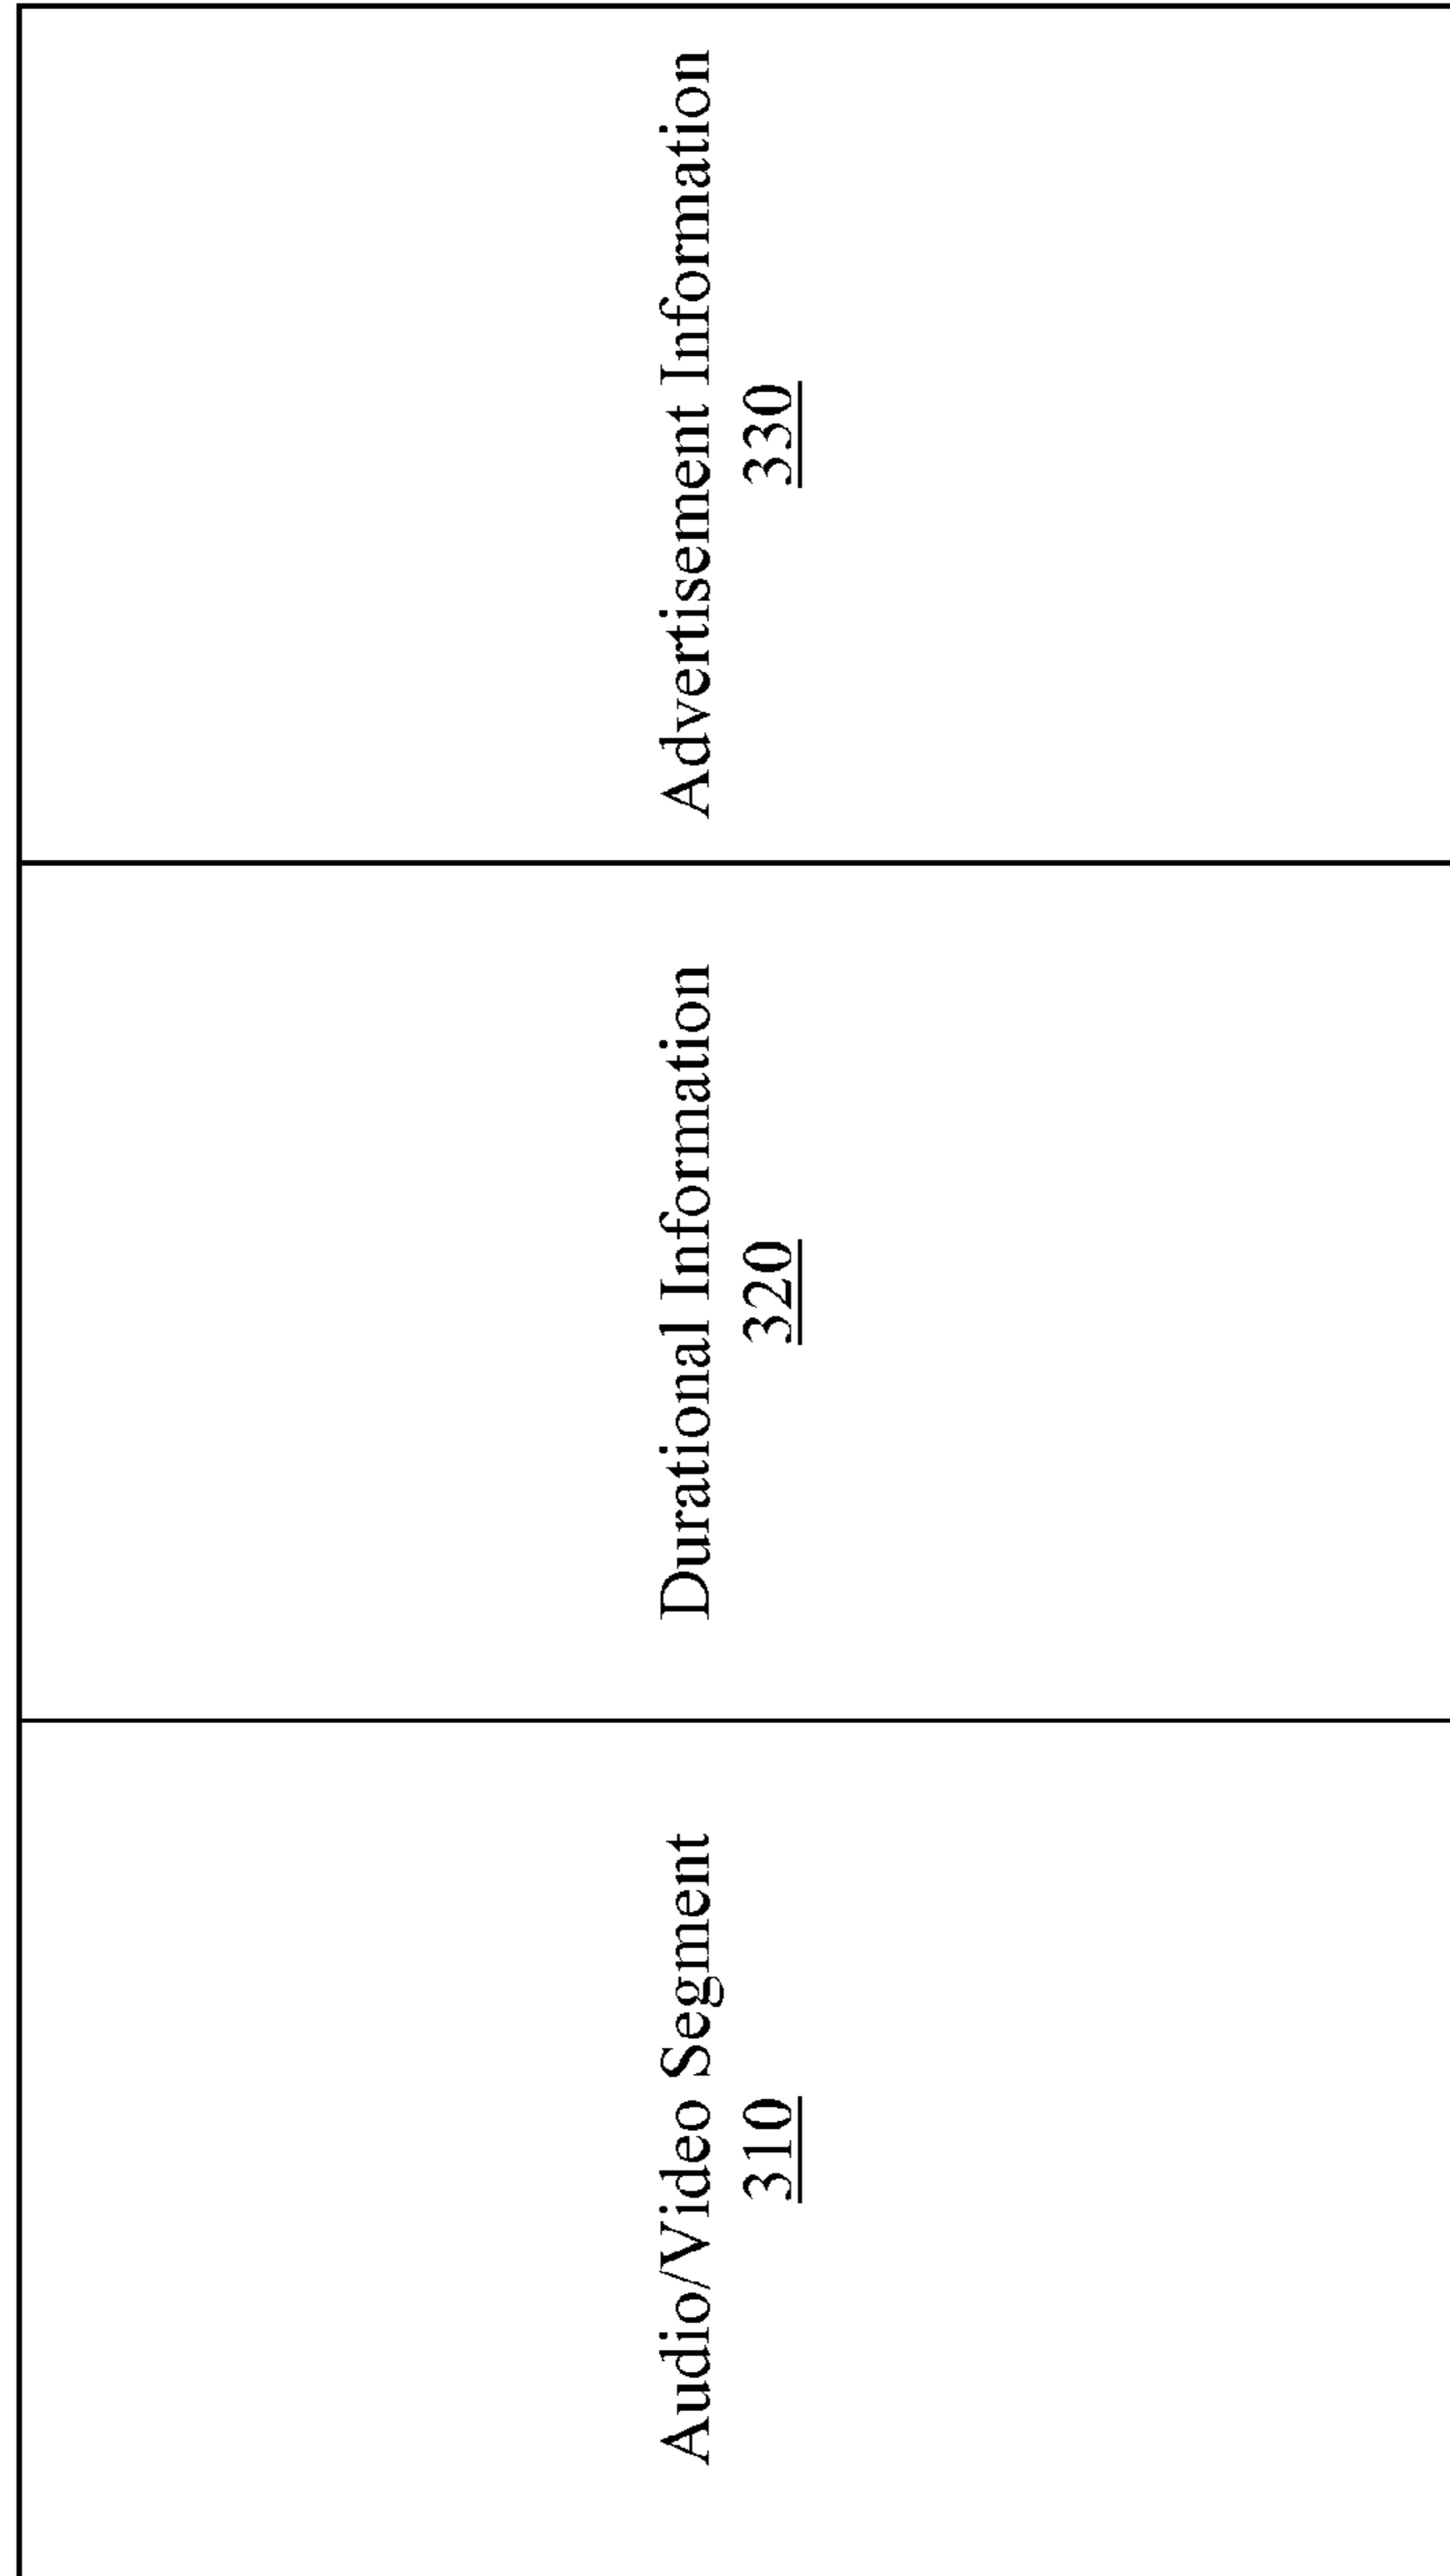 Audio/Video Segment
310
Durational Information
320
Advertisement Information
330